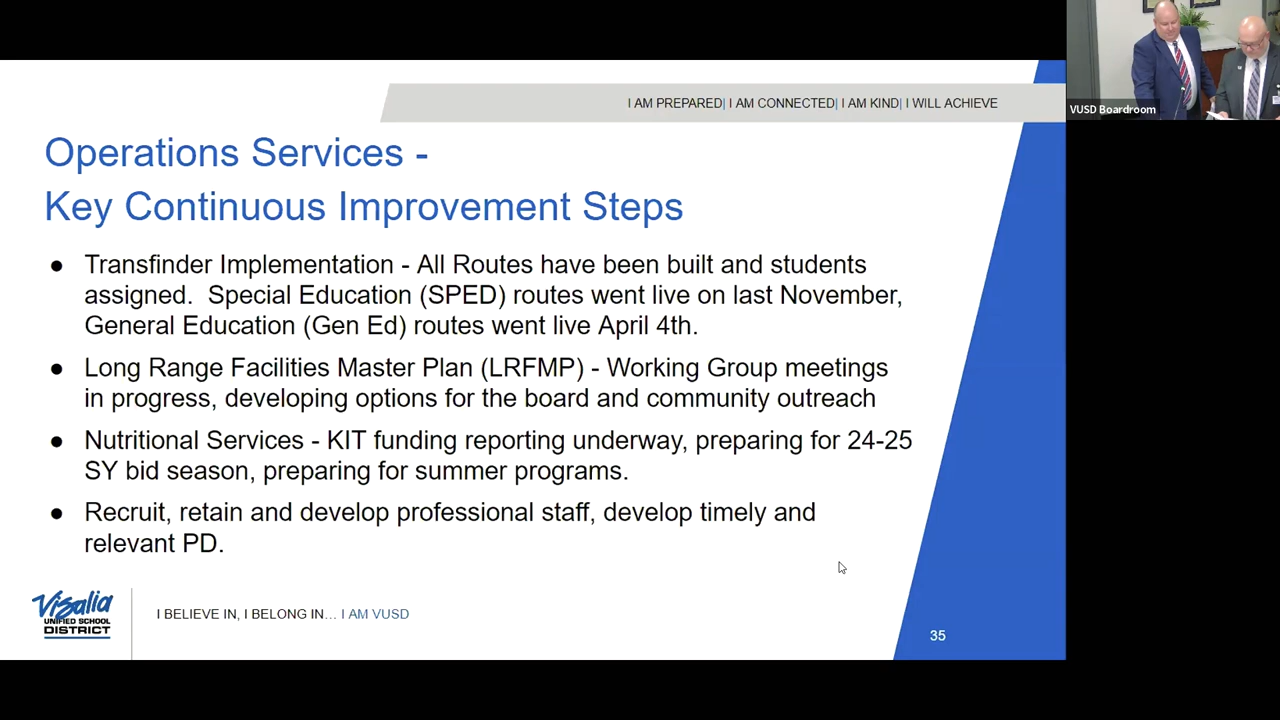 I AM PREPARED| I AM CONNECTED| I AM KIND| I WILL ACHIEVE
VUSD Boardroom
Operations Services -
Key Continuous Improvement Steps
● Transfinder Implementation - All Routes have been built and students
assigned.  Special Education (SPED) routes went live on last November,
General Education (Gen Ed) routes went live April 4th.
● Long Range Facilities Master Plan (LRFMP) - Working Group meetings
in progress, developing options for the board and community outreach
● Nutritional Services - KIT funding reporting underway, preparing for 24-25
SY bid season, preparing for summer programs.
● Recruit, retain and develop professional staff, develop timely and
relevant PD.
Visalia
UNIFIED SCHOOL
DISTRICT
I BELIEVE IN, I BELONG IN... I AM VUSD
35